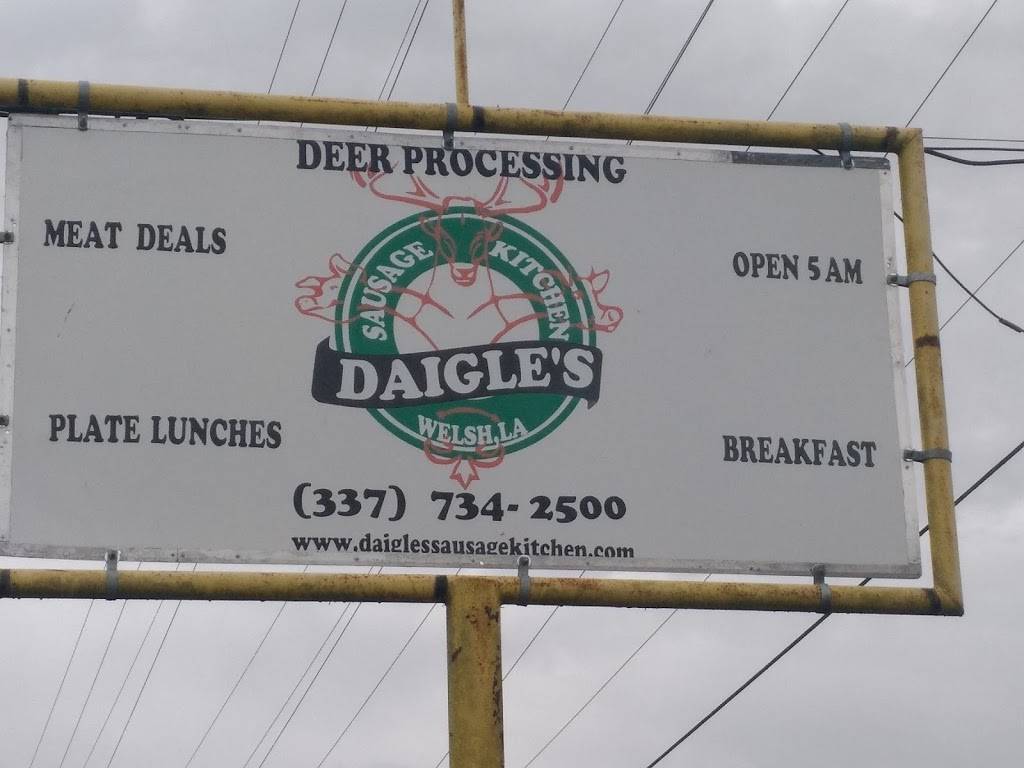 DEER PROCESSING
MEAT DEALS
OPEN 5 AM
SAUSAGE KITCHEN
DAIGLE'S
WELSH, LA
PLATE LUNCHES
BREAKFAST
(337) 734-2500
www.daiglessausagekitchen.com